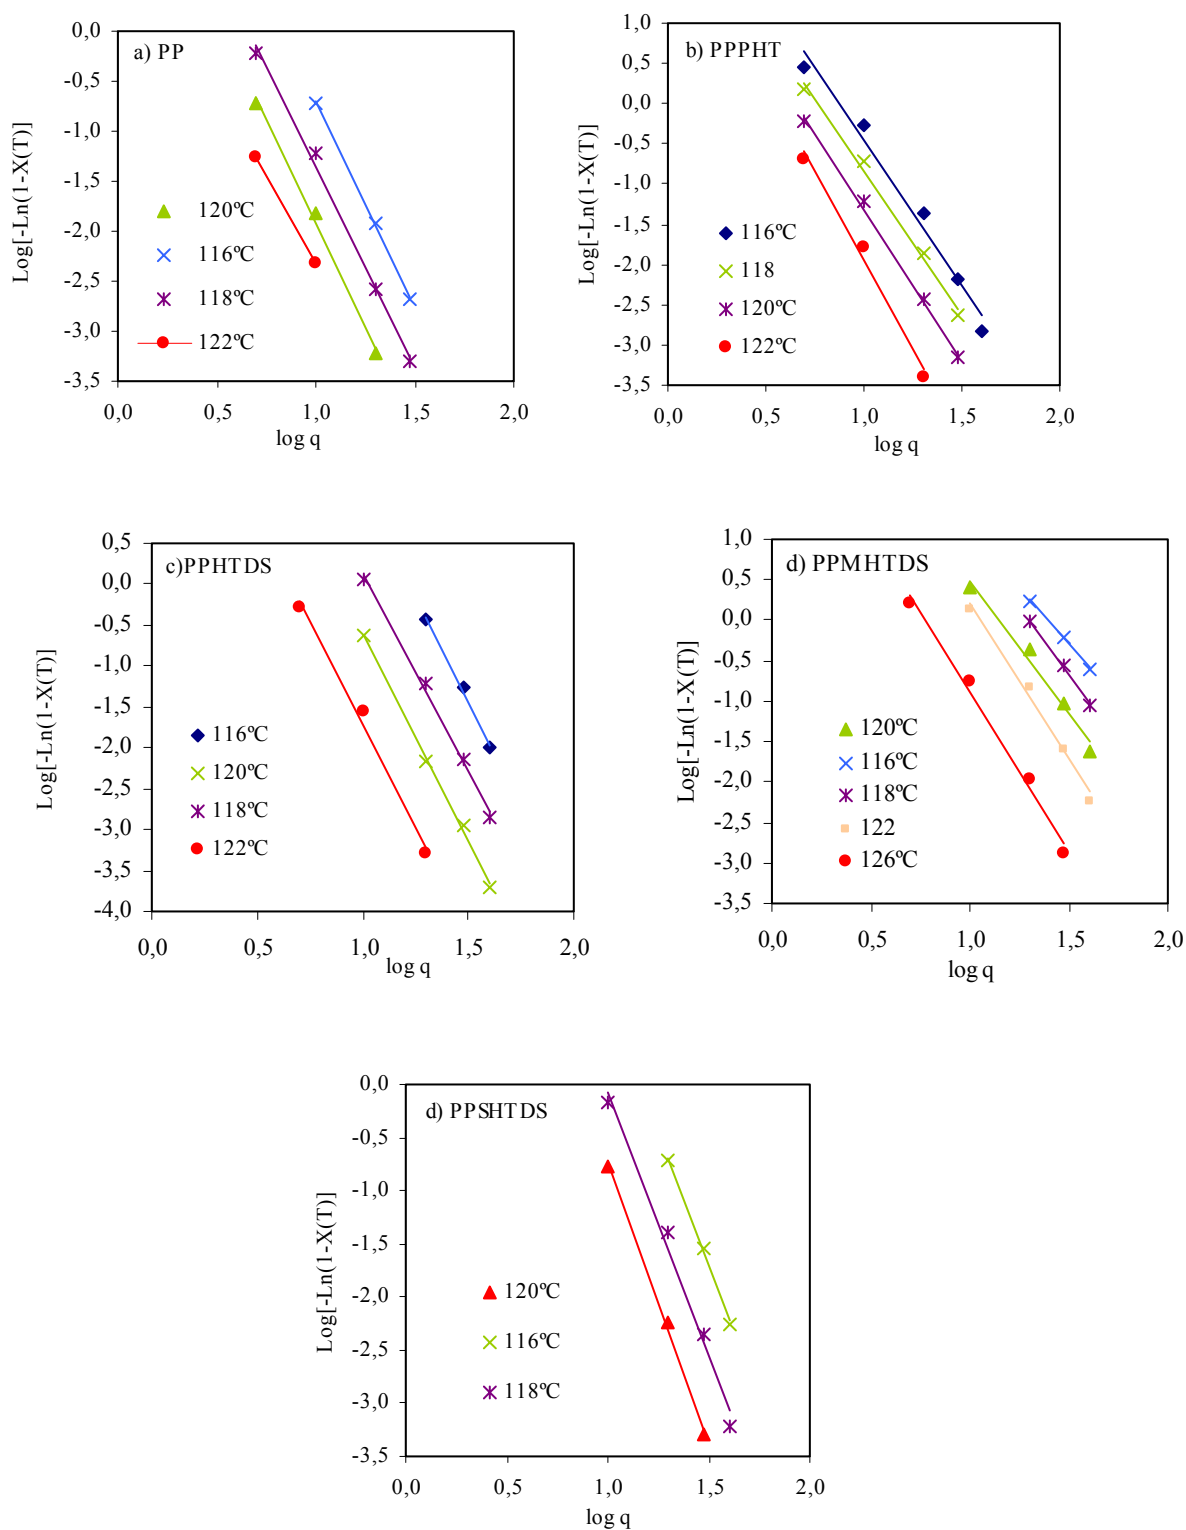 a) PP
Log[-Ln(1-X(T)]
0,0
-0,5
-1,0
-1,5
-2,0
-2,5
-3,0
-3,5
120ºC
116ºC
118ºC
122ºC
0,0 0,5 1,0 1,5 2,0
log q
b) PPPHT
Log[-Ln(1-X(T)]
1,0
0,5
0,0
-0,5
-1,0
-1,5
-2,0
-2,5
-3,0
-3,5
116ºC
118
120ºC
122ºC
0,0 0,5 1,0 1,5 2,0
log q
c)PPHTDS
Log[-Ln(1-X(T)]
0,5
0,0
-0,5
-1,0
-1,5
-2,0
-2,5
-3,0
-3,5
-4,0
116ºC
120ºC
118ºC
122ºC
0,0 0,5 1,0 1,5 2,0
log q
d) PPMHTDS
Log[-Ln(1-X(T)]
1,0
0,5
0,0
-0,5
-1,0
-1,5
-2,0
-2,5
-3,0
-3,5
120ºC
116ºC
118ºC
122
126ºC
0,0 0,5 1,0 1,5 2,0
log q
d) PPSHTDS
Log[-Ln(1-X(T)]
0,0
-0,5
-1,0
-1,5
-2,0
-2,5
-3,0
-3,5
120ºC
116ºC
118ºC
0,0 0,5 1,0 1,5 2,0
log q